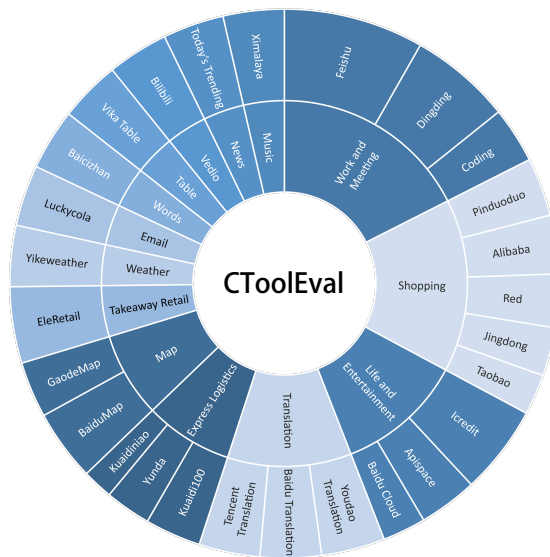 CToolEval
Work and
Meeting
Feishu
Dingding
Coding
Shopping
Pinduoduo
Alibaba
Red
Jingdong
Taobao
Life and
Entertainment
Icredit
Apispace
Baidu Cloud
Translation
Youdao
Translation
Baidu Translation
Tencent
Translation
Express Logistics
Kuaidi100
Yunda
Kuaidiniao
Map
BaiduMap
GaodeMap
Takeaway Retail
EleRetail
Weather
Yikeweather
Email
Luckycola
Words
Baicizhan
Table
Vika Table
Vedio
Bilibili
News
Today's Trending
Music
Ximalaya